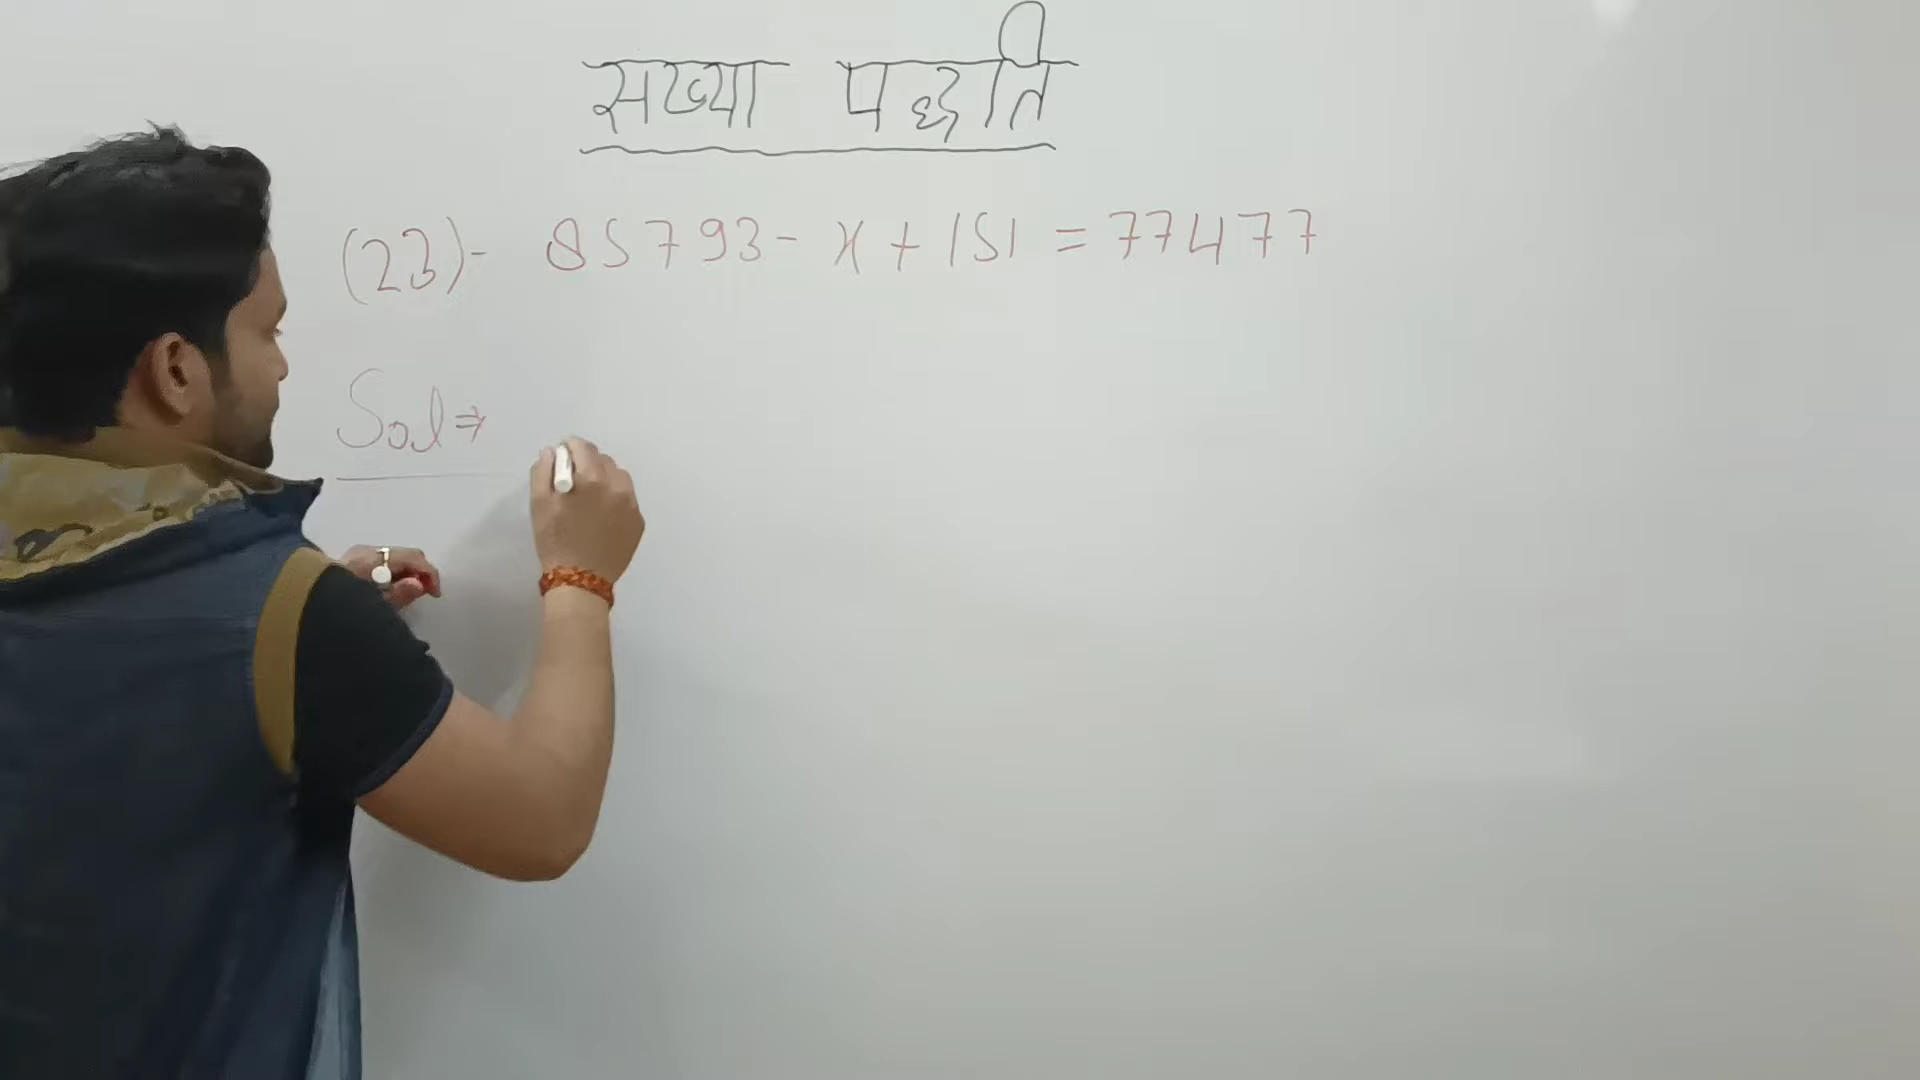 सख्या पद्धति
(23)- 85793 - x + 151 = 77477
Sol ⇒